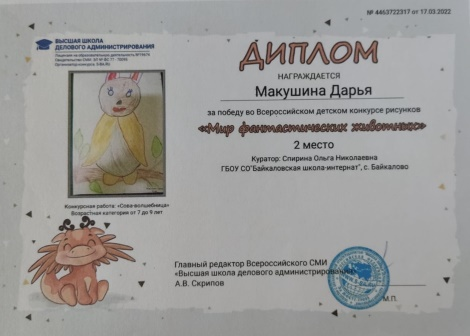 № 4463722317 от 17.03.2022
ВЫСШАЯ ШКОЛА
ДЕЛОВОГО АДМИНИСТРИРОВАНИЯ
ДИПЛОМ
НАГРАЖДАЕТСЯ
Макушина Дарья
за победу во Всероссийском детском конкурсе рисунков
«Мир фантастических животных»
2 место
Куратор: Спирина Ольга Николаевна
ГБОУ СО"Байкаловская школа-интернат", с. Байкалово
Конкурсная работа: «Сова-волшебница»
Возрастная категория от 7 до 9 лет
Главный редактор Всероссийского СМИ
«Высшая школа делового администрирования»
А.В. Скрипов
М.П.